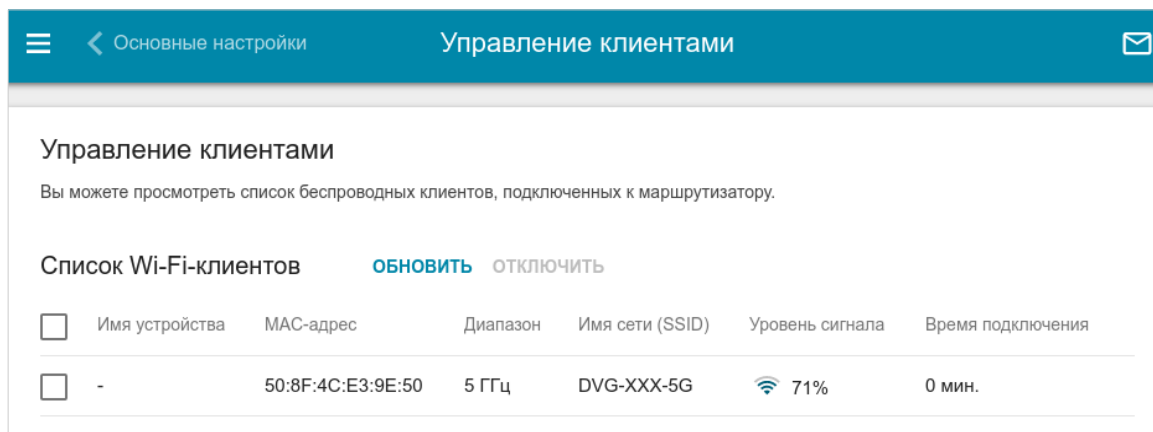 Основные настройки Управление клиентами
Управление клиентами
Вы можете просмотреть список беспроводных клиентов, подключенных к маршрутизатору.
Список Wi-Fi-клиентов ОБНОВИТЬ ОТКЛЮЧИТЬ
Имя устройства MAC-адрес Диапазон Имя сети (SSID) Уровень сигнала Время подключения
- 50:8F:4C:E3:9E:50 5 ГГц DVG-XXX-5G 71% 0 мин.